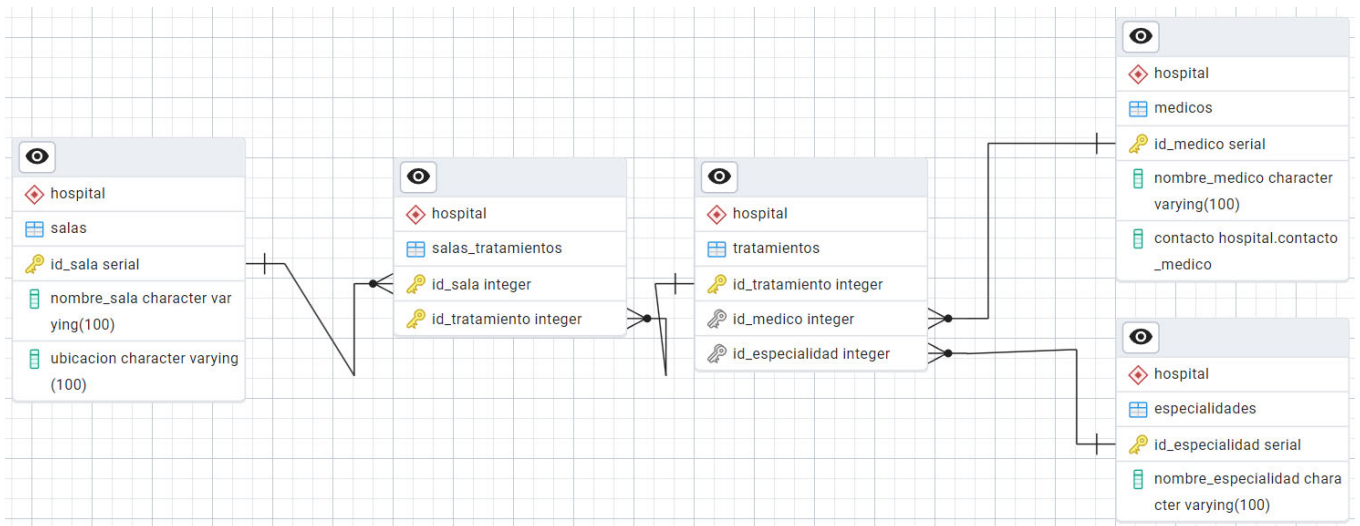 hospital
salas
id_sala serial
nombre_sala character var
ying(100)
ubicacion character varying
(100)
hospital
salas_tratamientos
id_sala integer
id_tratamiento integer
hospital
tratamientos
id_tratamiento integer
id_medico integer
id_especialidad integer
hospital
medicos
id_medico serial
nombre_medico character
varying(100)
contacto hospital.contacto
_medico
hospital
especialidades
id_especialidad serial
nombre_especialidad chara
cter varying(100)